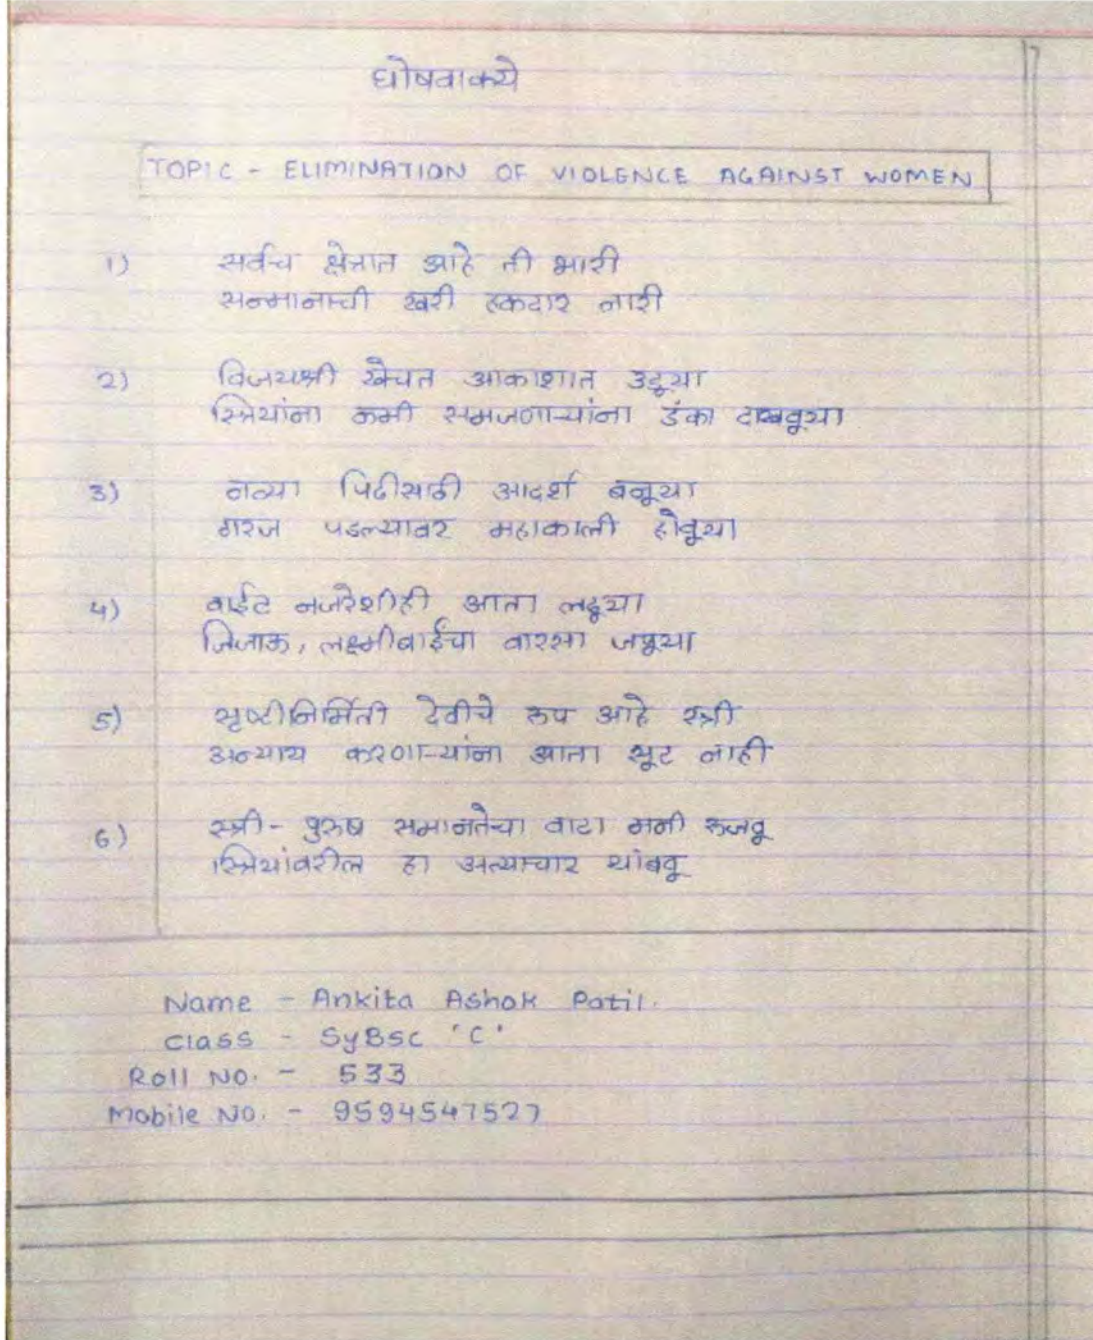 घोषवाक्ये
TOPIC - ELIMINATION OF VIOLENCE AGAINST WOMEN
1) सर्वच क्षेत्रात आहे ती भारी
सन्मानाची खरी हकदार नारी
2) विजयश्री खेचत आकाशात उडूया
स्त्रियांना कमी समजणाऱ्यांना डंका दाखवूया
3) नव्या पिढीसाठी आदर्श बनूया
गरज पडल्यावर महाकाली होवूया
4) वाईट नजरेशीही आता लढूया
जिजाऊ, लक्ष्मीबाईंचा वारसा जपूया
5) सृष्टीनिर्मिती देवीचे रूप आहे स्त्री
अन्याय करणाऱ्यांना आता सूट नाही
6) स्त्री - पुरुष समानतेचा वाटा मनी रूजवू
स्त्रियांवरील हा अत्याचार थांबवू
Name - Ankita Ashok Patil.
class - SyBsc 'C'
Roll No. - 533
Mobile No. - 9594547527